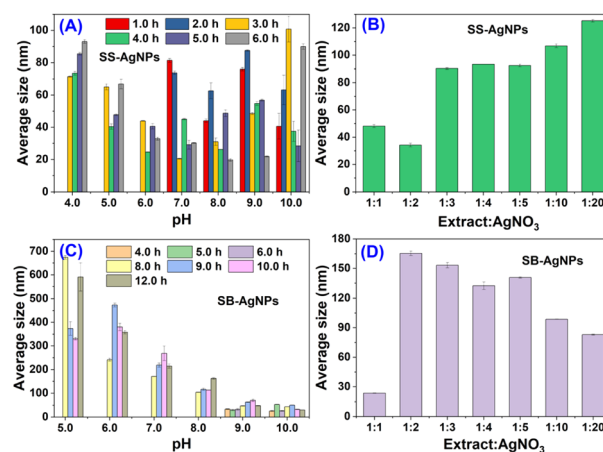 (A)
1.0 h 2.0 h 3.0 h
4.0 h 5.0 h 6.0 h
SS-AgNPs
100
80
60
40
20
0
Average size (nm)
4.0 5.0 6.0 7.0 8.0 9.0 10.0
pH
(B)
SS-AgNPs
120
100
80
60
40
20
0
Average size (nm)
1:1 1:2 1:3 1:4 1:5 1:10 1:20
Extract:AgNO3
(C)
4.0 h 5.0 h 6.0 h
8.0 h 9.0 h 10.0 h
12.0 h
SB-AgNPs
700
600
500
400
300
200
100
0
Average size (nm)
5.0 6.0 7.0 8.0 9.0 10.0
pH
(D)
SB-AgNPs
180
150
120
90
60
30
0
Average size (nm)
1:1 1:2 1:3 1:4 1:5 1:10 1:20
Extract:AgNO3